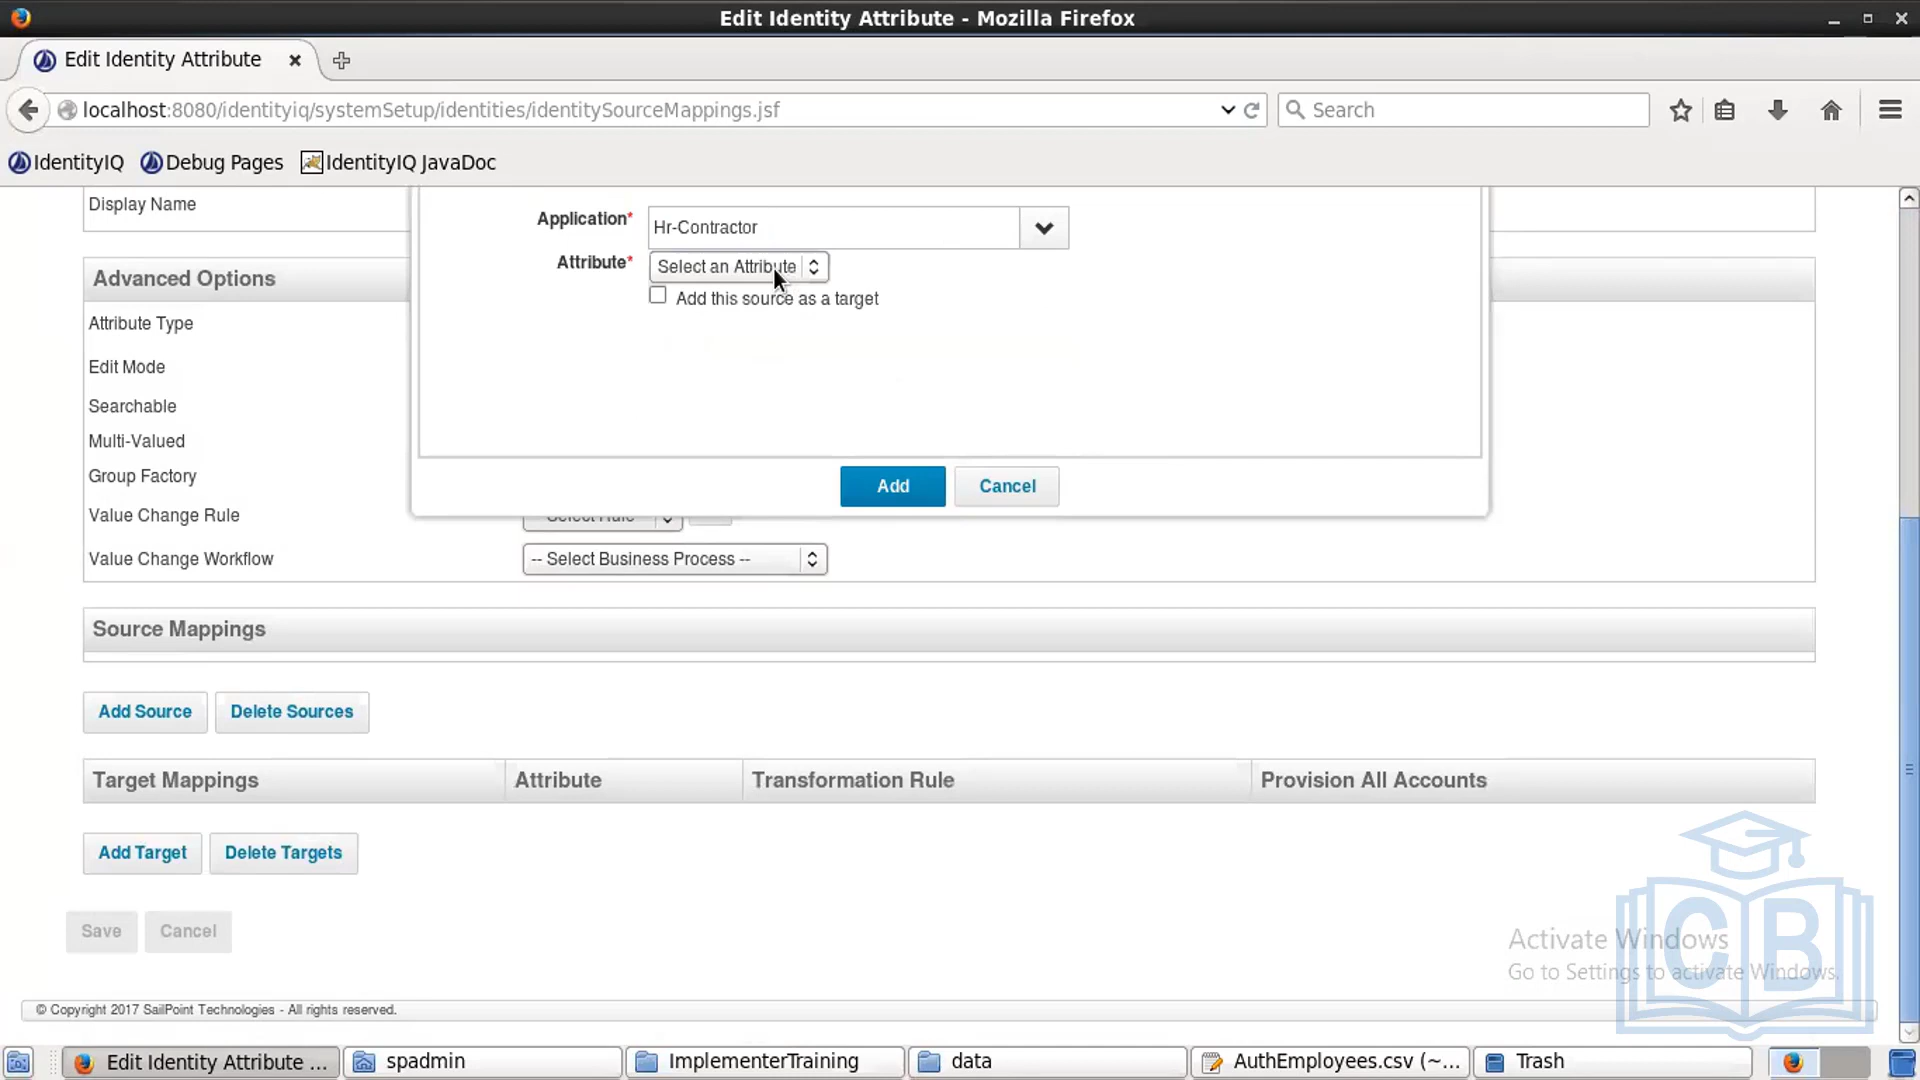 Edit Identity Attribute - Mozilla Firefox
Edit Identity Attribute
localhost:8080/identityiq/systemSetup/identities/identitySourceMappings.jsf
Search
IdentityIQ
Debug Pages
IdentityIQ JavaDoc
Display Name
Application*
Hr-Contractor
Attribute*
Select an Attribute
Add this source as a target
Add
Cancel
Advanced Options
Attribute Type
Edit Mode
Searchable
Multi-Valued
Group Factory
Value Change Rule
Select Rule
Value Change Workflow
-- Select Business Process --
Source Mappings
Add Source
Delete Sources
Target Mappings
Attribute
Transformation Rule
Provision All Accounts
Add Target
Delete Targets
Save
Cancel
CB
Activate Windows
Go to Settings to activate Windows.
© Copyright 2017 SailPoint Technologies - All rights reserved.
Edit Identity Attribute ...
spadmin
ImplementerTraining
data
AuthEmployees.csv (~...
Trash